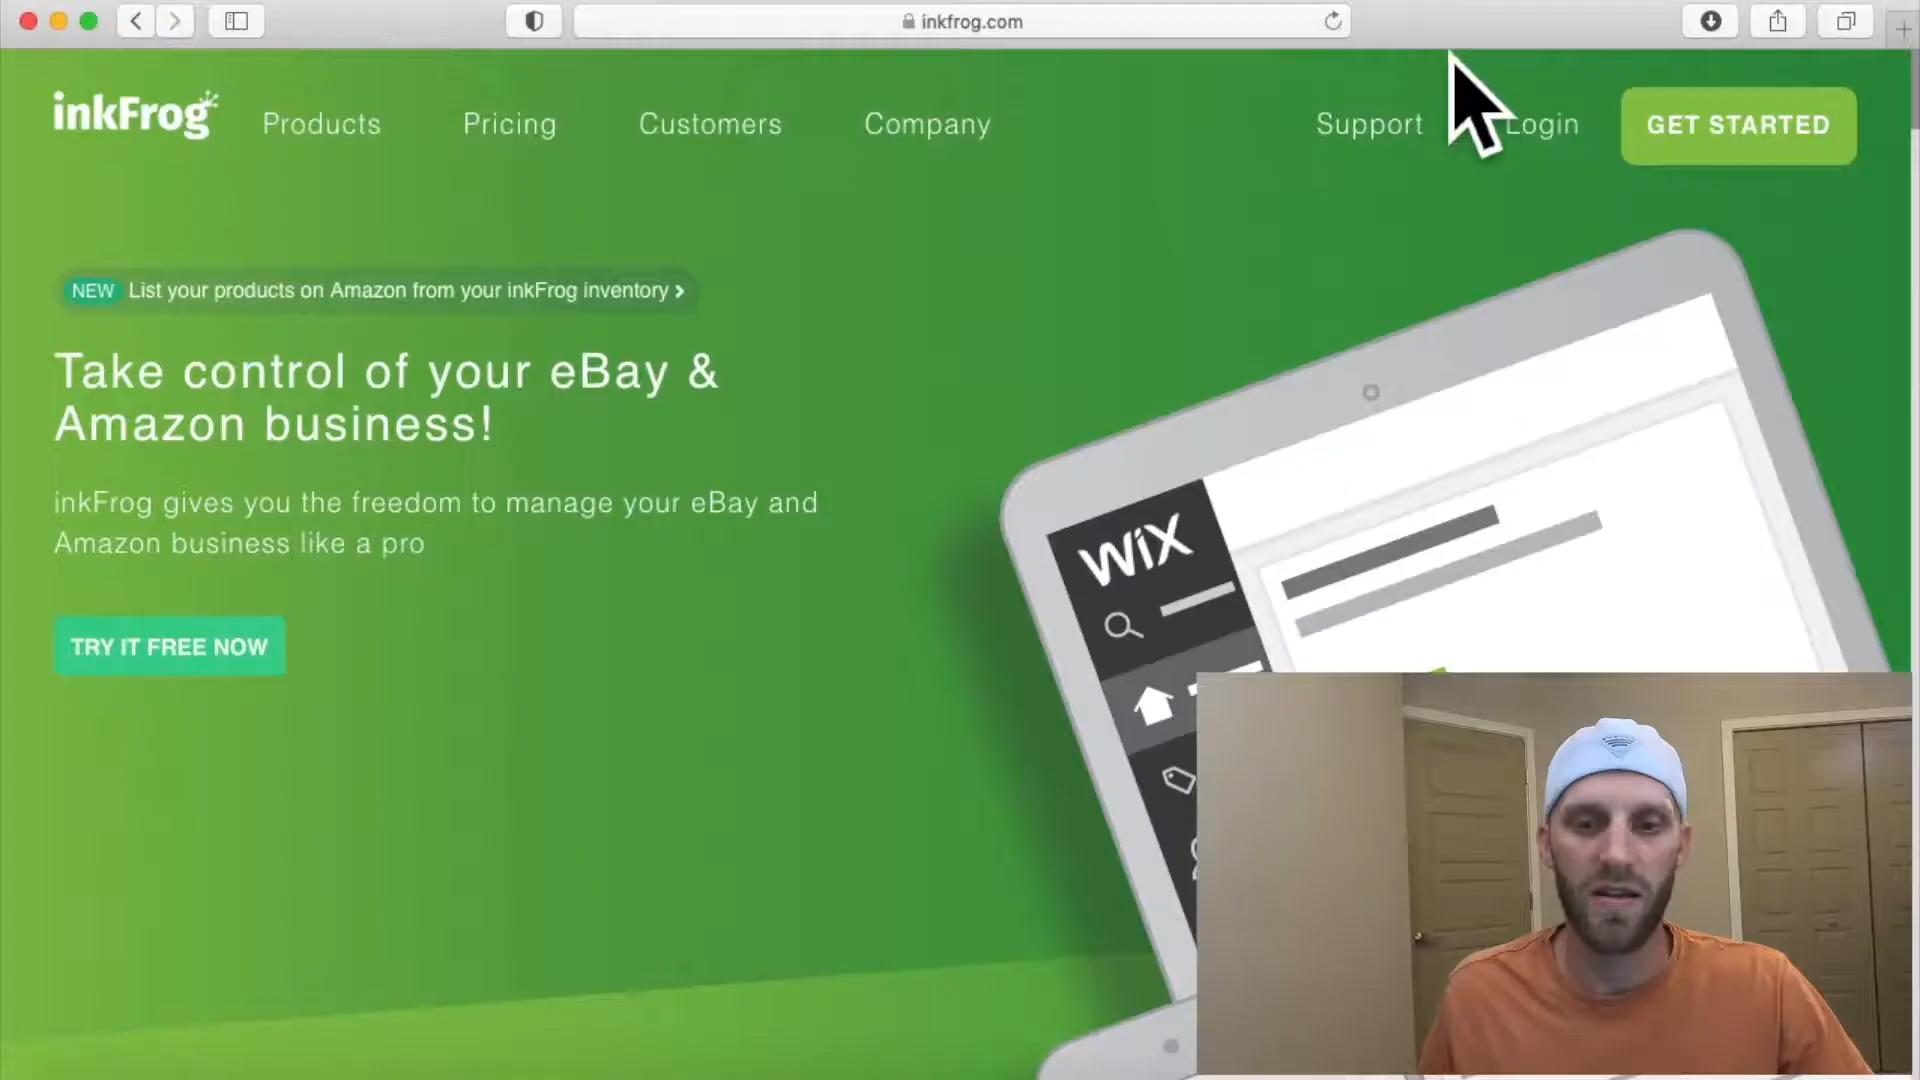 inkfrog.com
inkFrog
Products
Pricing
Customers
Company
Support
Login
GET STARTED
NEW List your products on Amazon from your inkFrog inventory
Take control of your eBay &
Amazon business!
inkFrog gives you the freedom to manage your eBay and
Amazon business like a pro
TRY IT FREE NOW
WiX